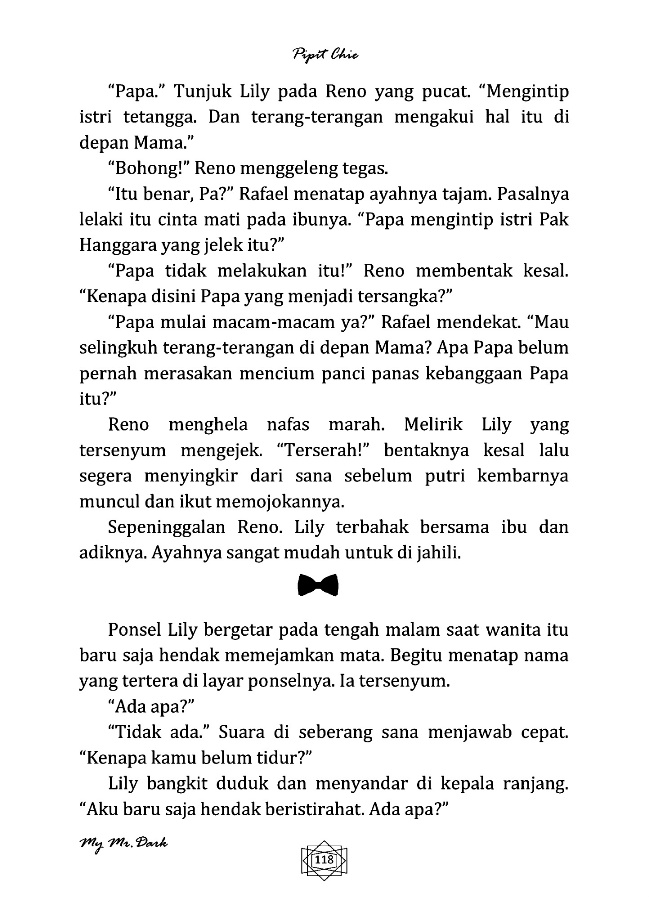 Pipit Chie
“Papa.” Tunjuk Lily pada Reno yang pucat. “Mengintip
istri tetangga. Dan terang-terangan mengakui hal itu di
depan Mama.”
“Bohong!” Reno menggeleng tegas.
“Itu benar, Pa?” Rafael menatap ayahnya tajam. Pasalnya
lelaki itu cinta mati pada ibunya. “Papa mengintip istri Pak
Hanggara yang jelek itu?”
“Papa tidak melakukan itu!” Reno membentak kesal.
“Kenapa disini Papa yang menjadi tersangka?”
“Papa mulai macam-macam ya?” Rafael mendekat. “Mau
selingkuh terang-terangan di depan Mama? Apa Papa belum
pernah merasakan mencium panci panas kebanggaan Papa
itu?”
Reno menghela nafas marah. Melirik Lily yang
tersenyum mengejek. “Terserah!” bentaknya kesal lalu
segera menyingkir dari sana sebelum putri kembarnya
muncul dan ikut memojokannya.
Sepeninggalan Reno. Lily terbahak bersama ibu dan
adiknya. Ayahnya sangat mudah untuk di jahili.
Ponsel Lily bergetar pada tengah malam saat wanita itu
baru saja hendak memejamkan mata. Begitu menatap nama
yang tertera di layar ponselnya. Ia tersenyum.
“Ada apa?”
“Tidak ada.” Suara di seberang sana menjawab cepat.
“Kenapa kamu belum tidur?”
Lily bangkit duduk dan menyandar di kepala ranjang.
“Aku baru saja hendak beristirahat. Ada apa?”
My Mr. Dark
118